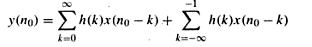 y(n₀) = ∑_{k=0}^{∞} h(k)x(n₀ − k) + ∑_{k=−∞}^{−1} h(k)x(n₀ − k)